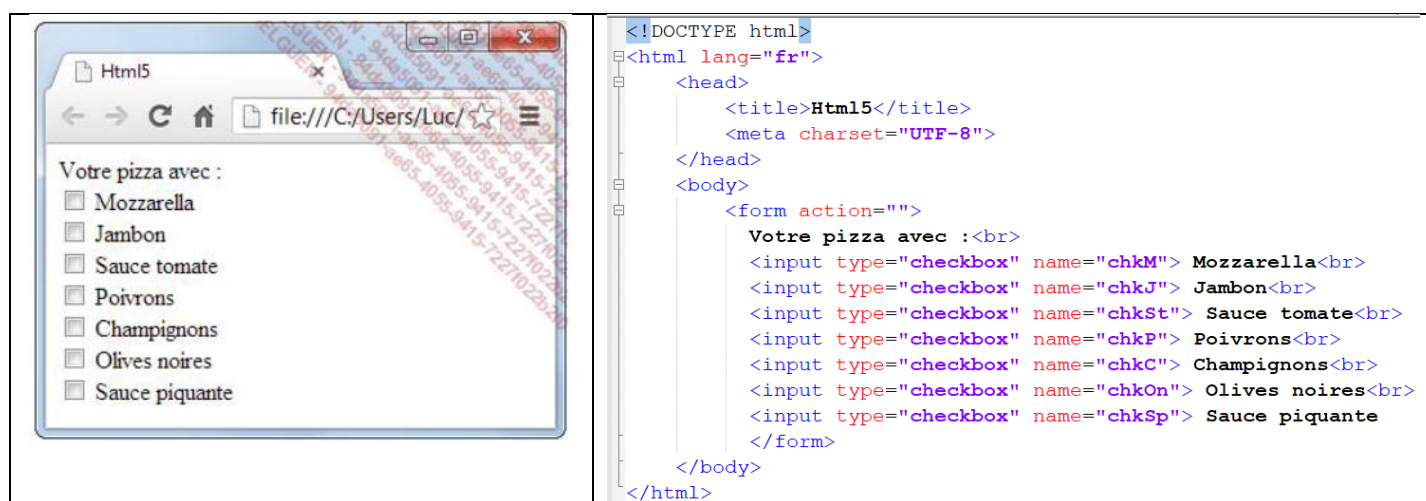 Html5
file:///C:/Users/Luc/
Votre pizza avec :
Mozzarella
Jambon
Sauce tomate
Poivrons
Champignons
Olives noires
Sauce piquante
<!DOCTYPE html>
<html lang="fr">
<head>
<title>Html5</title>
<meta charset="UTF-8">
</head>
<body>
<form action="">
Votre pizza avec :<br>
<input type="checkbox" name="chkM"> Mozzarella<br>
<input type="checkbox" name="chkJ"> Jambon<br>
<input type="checkbox" name="chkSt"> Sauce tomate<br>
<input type="checkbox" name="chkP"> Poivrons<br>
<input type="checkbox" name="chkC"> Champignons<br>
<input type="checkbox" name="chkOn"> Olives noires<br>
<input type="checkbox" name="chkSp"> Sauce piquante
</form>
</body>
</html>